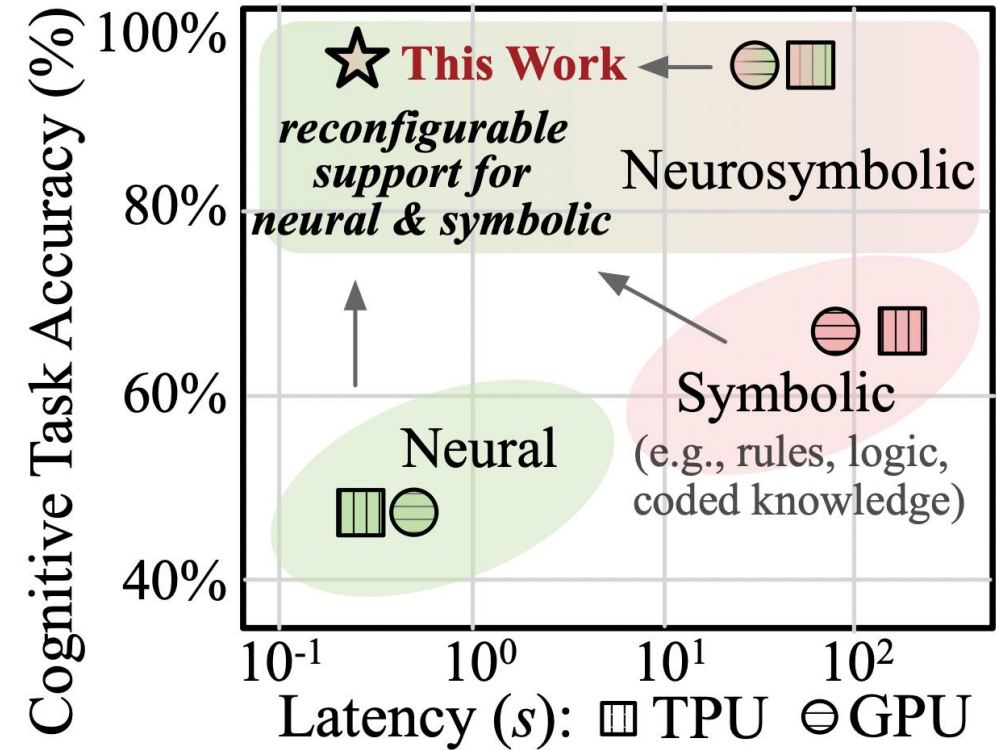 Cognitive Task Accuracy (%)
100%
80%
60%
40%
This Work
reconfigurable
support for
neural & symbolic
Neurosymbolic
Symbolic
(e.g., rules, logic,
coded knowledge)
Neural
10⁻¹ 10⁰ 10¹ 10²
Latency (s): TPU GPU